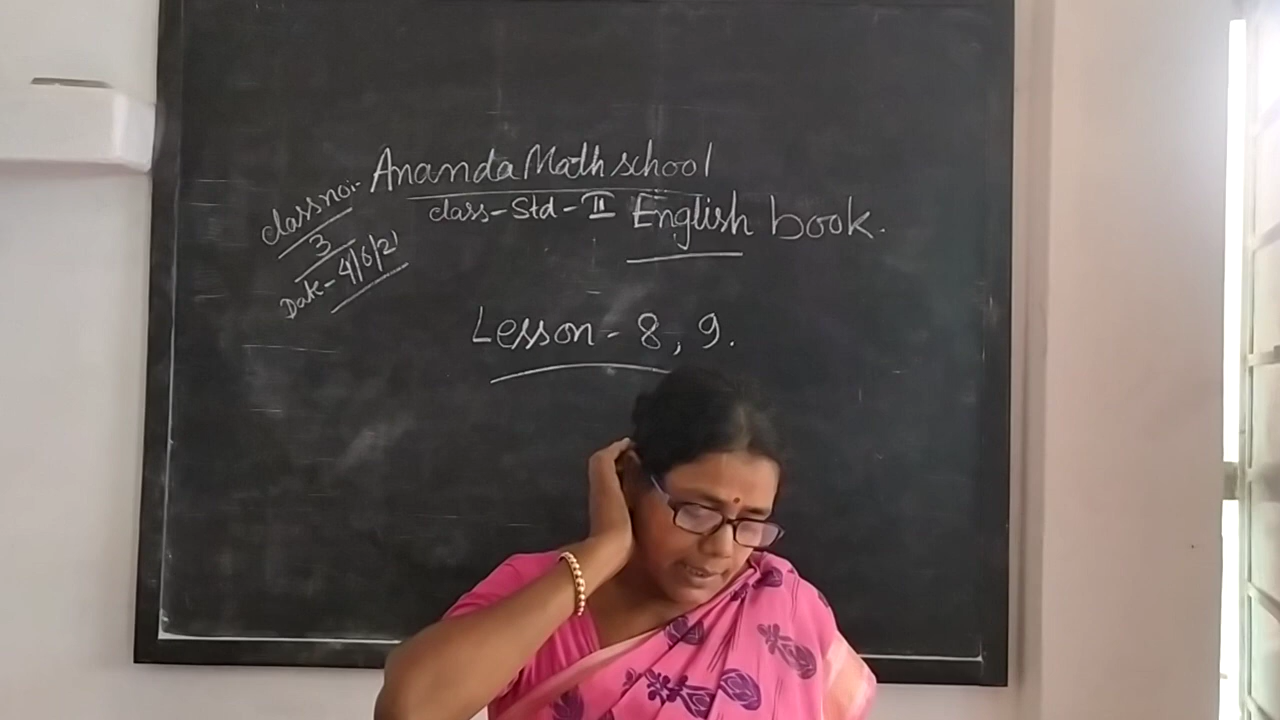 Ananda Math school
class no:-
3
Date- 4/6/21
class-Std-II English book.
Lesson - 8, 9.